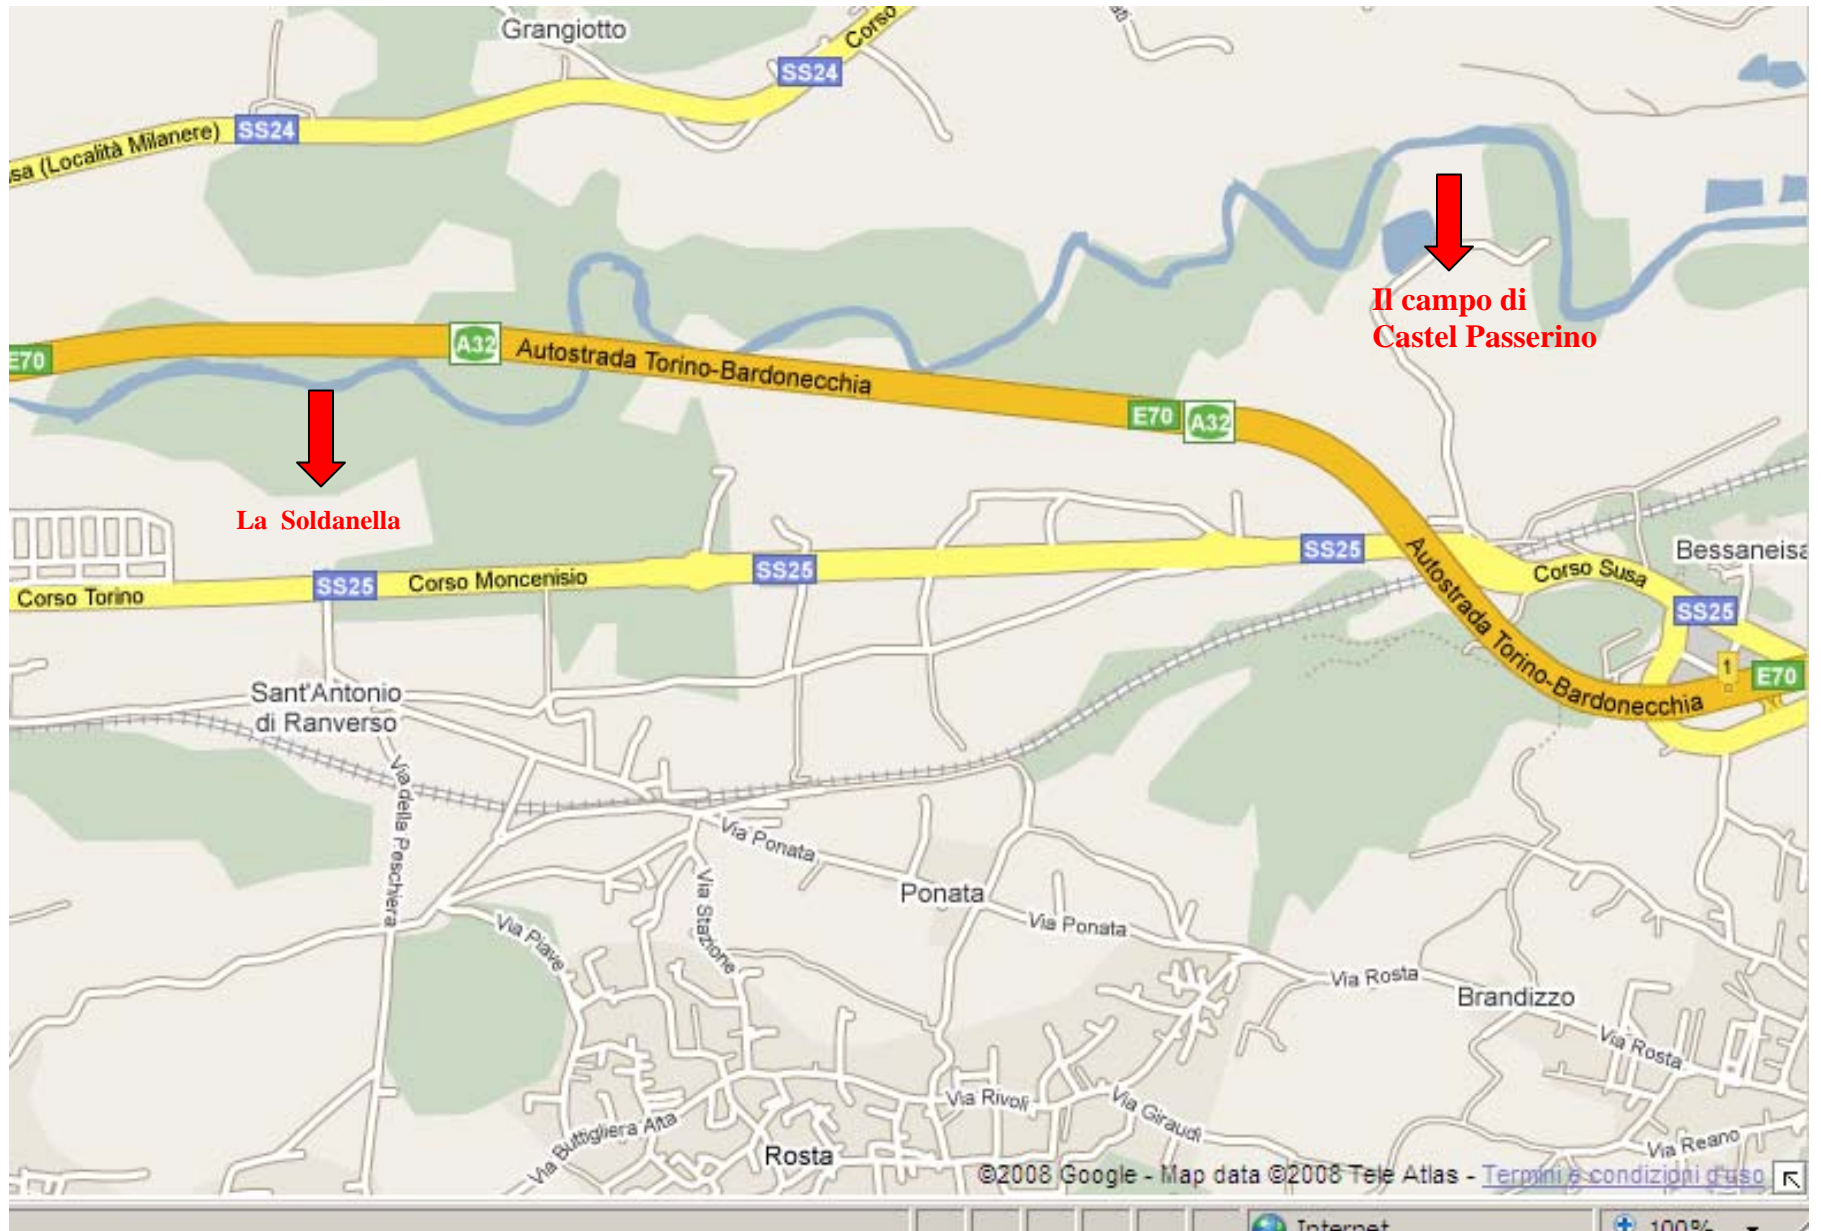 Grangiotto
Corso
SS24
SS24
sa (Località Milanere)
Il campo di
Castel Passerino
E70
A32
Autostrada Torino-Bardonecchia
E70
A32
La Soldanella
SS25
SS25
SS25
Corso Torino
Corso Moncenisio
Autostrada Torino-Bardonecchia
Corso Susa
Bessaneisa
SS25
1
E70
Sant'Antonio
di Ranverso
Via della Peschiera
Via Ponata
Via Stazione
Ponata
Via Ponata
Via Piave
Via Rosta
Brandizzo
Via Rosta
Via Rivoli
Via Giraudi
Via Buttigliera Alta
Rosta
Via Reano
©2008 Google - Map data ©2008 Tele Atlas - Termini e condizioni d'uso
Internet
100%